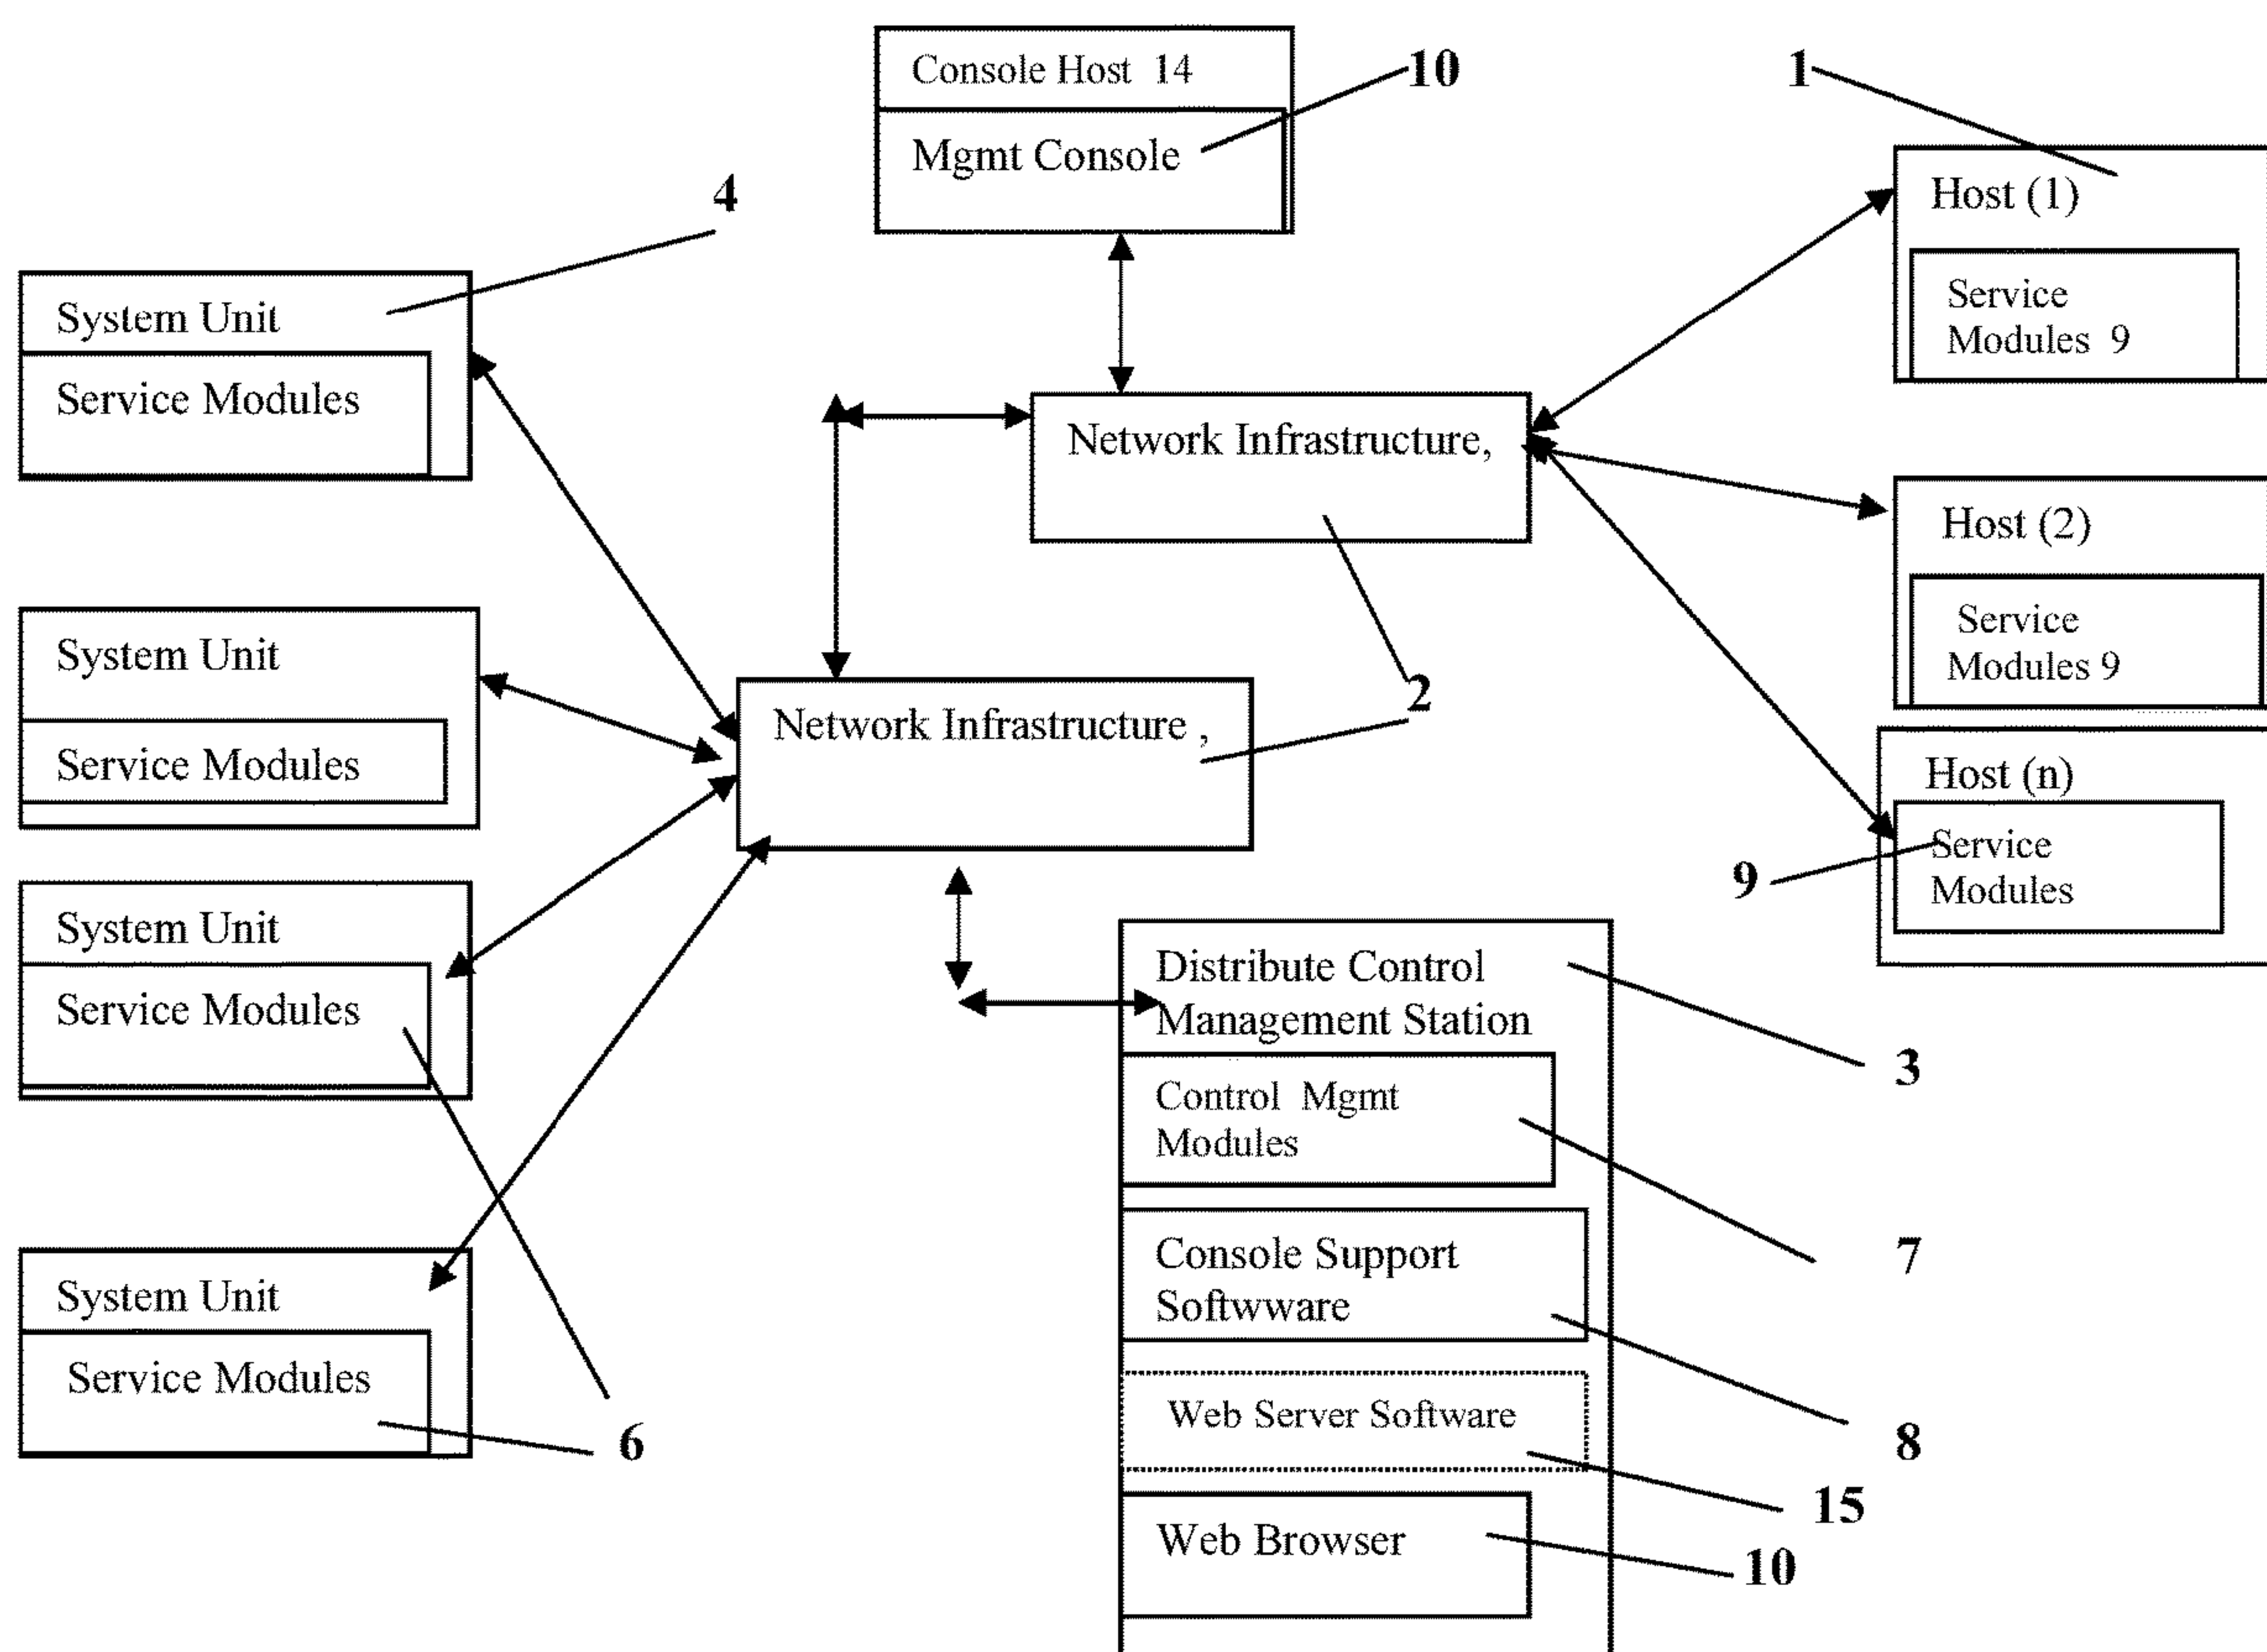 Console Host 14
10
Mgmt Console
1
Host (1)
Service
Modules 9
4
System Unit
Service Modules
Network Infrastructure,
Host (2)
Service
Modules 9
System Unit
Service Modules
Network Infrastructure ,
2
Host (n)
Service
Modules
9
System Unit
Service Modules
Distribute Control
Management Station
3
Control Mgmt
Modules
7
Console Support
Softwware
8
System Unit
Service Modules
6
Web Server Software
15
Web Browser
10